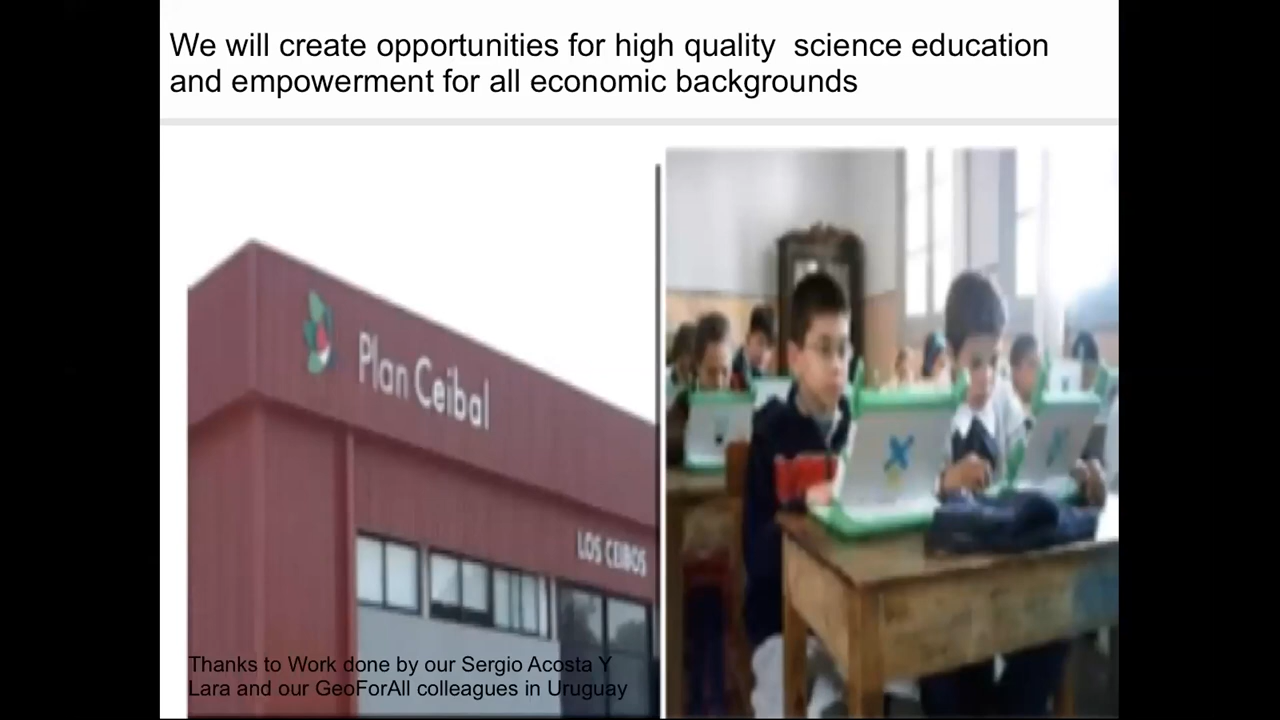 We will create opportunities for high quality  science education
and empowerment for all economic backgrounds
Plan Ceibal
LOS CEIBOS
Thanks to Work done by our Sergio Acosta Y
Lara and our GeoForAll colleagues in Uruguay